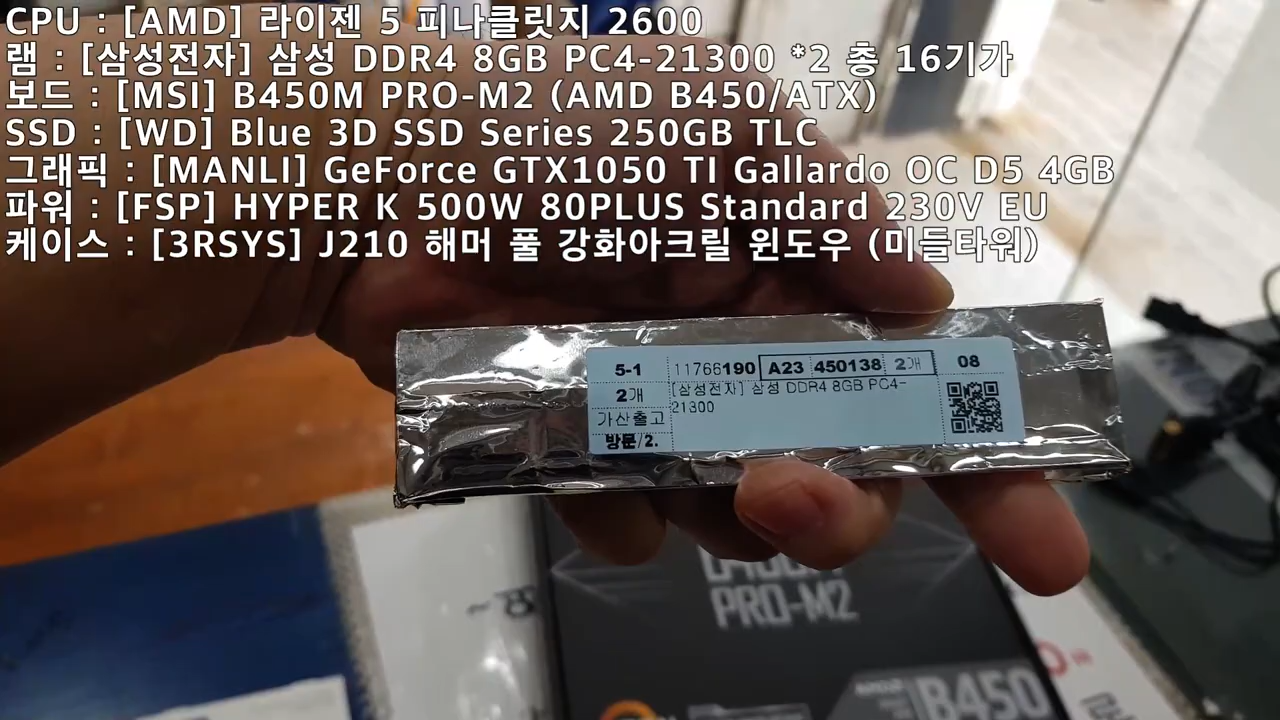 CPU : [AMD] 라이젠 5 피나클릿지 2600
램 : [삼성전자] 삼성 DDR4 8GB PC4-21300 *2 총 16기가
보드 : [MSI] B450M PRO-M2 (AMD B450/ATX)
SSD : [WD] Blue 3D SSD Series 250GB TLC
그래픽 : [MANLI] GeForce GTX1050 TI Gallardo OC D5 4GB
파워 : [FSP] HYPER K 500W 80PLUS Standard 230V EU
케이스 : [3RSYS] J210 해머 풀 강화아크릴 윈도우 (미들타워)
5-1 11766190 A23 450138 2개 08
2개 [삼성전자] 삼성 DDR4 8GB PC4-
21300
가산출고
방문/2.
PRO-M2
B450